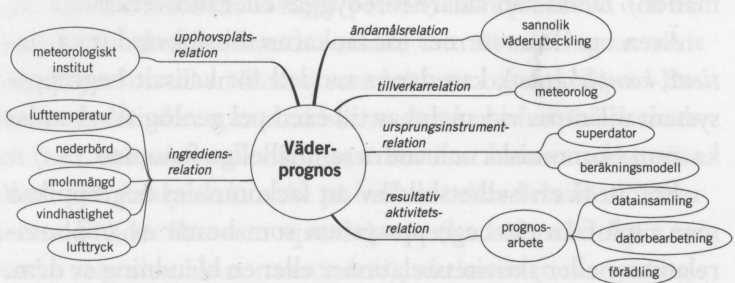 meteorologiskt
institut
upphovsplats-
relation
ändamålsrelation
sannolik
vädeutveckling
tillverkarrelation
meteorolog
lufttemperatur
nederbörd
molnmängd
vindhastighet
lufttryck
ingrediens-
relation
Väder-
prognos
ursprungsinstrument-
relation
superdator
beräkningsmodell
resultativ
aktivitets-
relation
prognos-
arbete
datainsamling
datorbearbetning
förädling